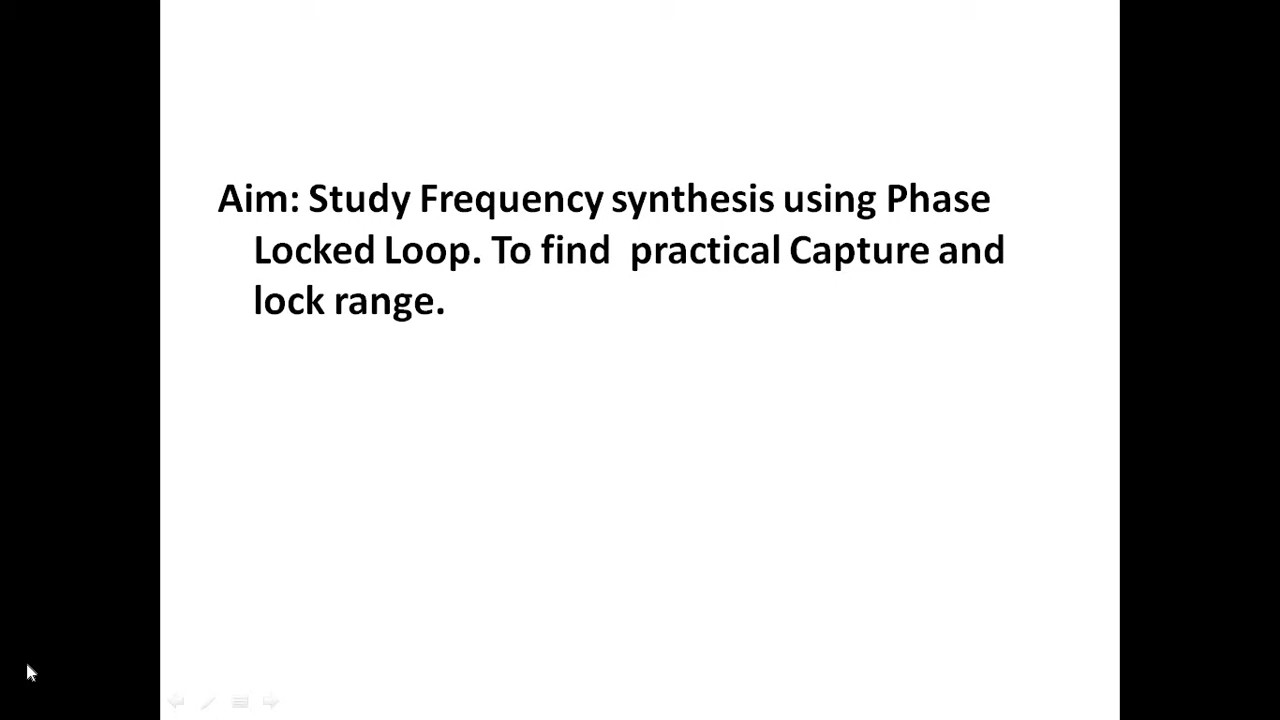 Aim: Study Frequency synthesis using Phase
Locked Loop. To find  practical Capture and
lock range.